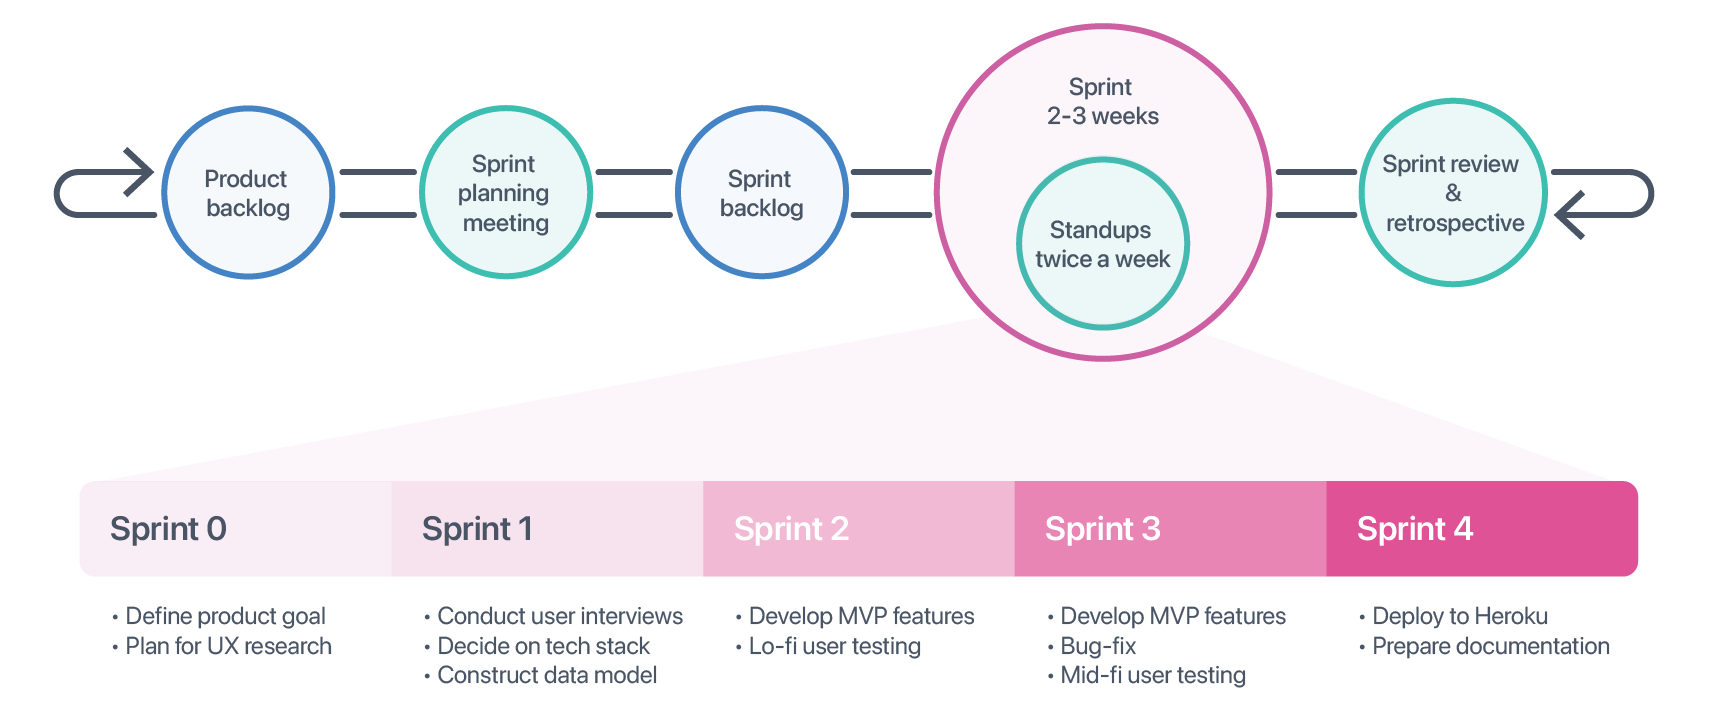 Product
backlog
Sprint
planning
meeting
Sprint
backlog
Sprint
2-3 weeks
Standups
twice a week
Sprint review
&
retrospective
Sprint 0
• Define product goal
• Plan for UX research
Sprint 1
• Conduct user interviews
• Decide on tech stack
• Construct data model
Sprint 2
• Develop MVP features
• Lo-fi user testing
Sprint 3
• Develop MVP features
• Bug-fix
• Mid-fi user testing
Sprint 4
• Deploy to Heroku
• Prepare documentation